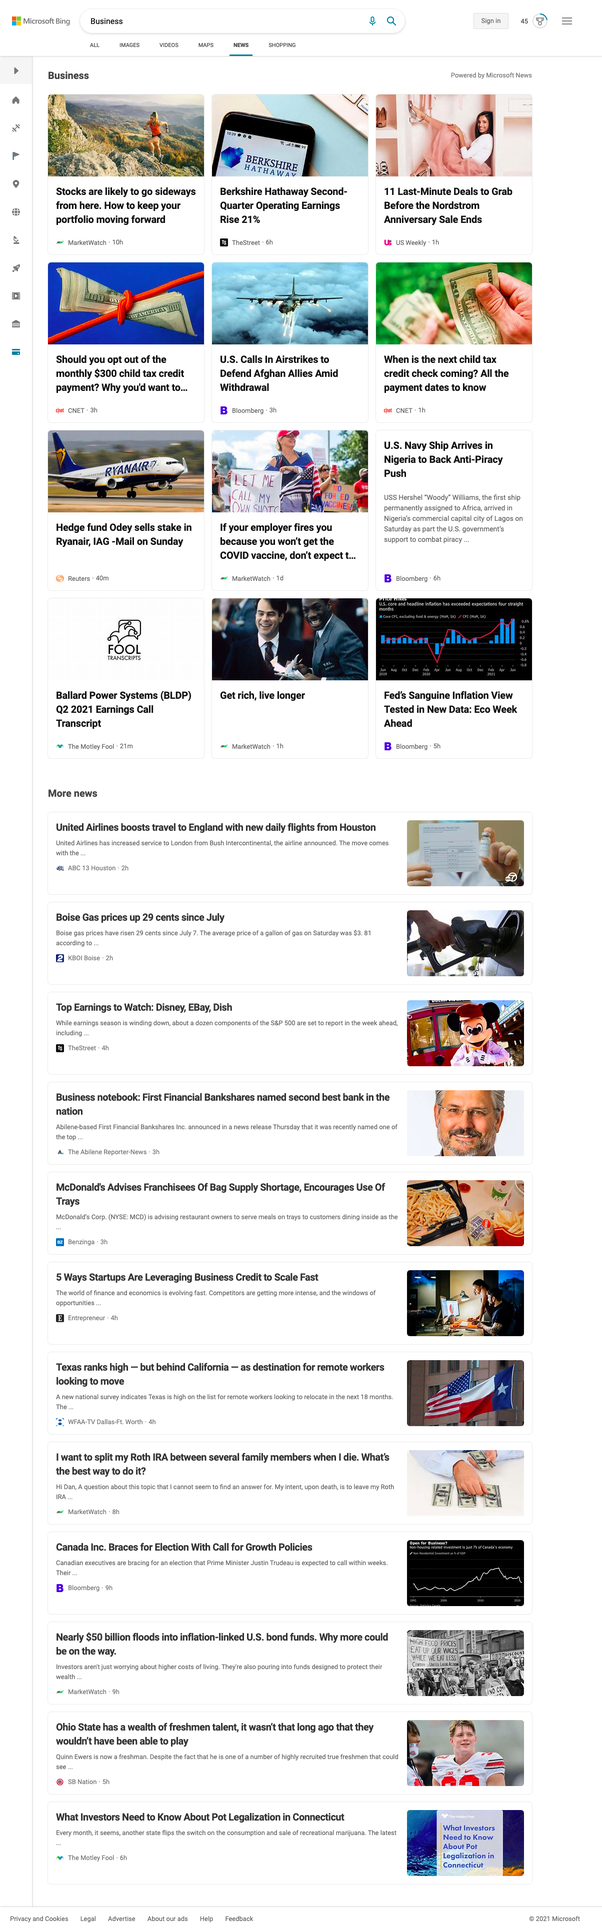 Microsoft Bing
Business
Sign in
45
ALL
IMAGES
VIDEOS
MAPS
NEWS
SHOPPING
Business
Powered by Microsoft News
Stocks are likely to go sideways
from here. How to keep your
portfolio moving forward
MarketWatch · 10h
BERKSHIRE
HATHAWAY
Berkshire Hathaway Second-
Quarter Operating Earnings
Rise 21%
TheStreet · 6h
11 Last-Minute Deals to Grab
Before the Nordstrom
Anniversary Sale Ends
US Weekly · 1h
Should you opt out of the
monthly $300 child tax credit
payment? Why you'd want to...
CNET · 3h
U.S. Calls In Airstrikes to
Defend Afghan Allies Amid
Withdrawal
Bloomberg · 3h
When is the next child tax
credit check coming? All the
payment dates to know
CNET · 1h
RYANAIR
Hedge fund Odey sells stake in
Ryanair, IAG -Mail on Sunday
Reuters · 40m
LET ME
CALL MY
OWN SHOTS
If your employer fires you
because you won't get the
COVID vaccine, don't expect t...
MarketWatch · 1d
U.S. Navy Ship Arrives in
Nigeria to Back Anti-Piracy
Push
USS Hershel "Woody" Williams, the first ship
permanently assigned to Africa, arrived in
Nigeria's commercial capital city of Lagos on
Saturday as part the U.S. government's
support to combat piracy ...
Bloomberg · 6h
FOOL
TRANSCRIPTS
Ballard Power Systems (BLDP)
Q2 2021 Earnings Call
Transcript
The Motley Fool · 21m
Get rich, live longer
MarketWatch · 1h
U.S. core and headline inflation has exceeded expectations four straight
months
Fed's Sanguine Inflation View
Tested in New Data: Eco Week
Ahead
Bloomberg · 5h
More news
United Airlines boosts travel to England with new daily flights from Houston
United Airlines has increased service to London from Bush Intercontinental, the airline announced. The move comes
with the ...
ABC 13 Houston · 2h
Boise Gas prices up 29 cents since July
Boise gas prices have risen 29 cents since July 7. The average price of a gallon of gas on Saturday was $3. 81
according to ...
KBOI Boise · 2h
Top Earnings to Watch: Disney, EBay, Dish
While earnings season is winding down, about a dozen components of the S&P 500 are set to report in the week ahead,
including ...
TheStreet · 4h
Business notebook: First Financial Bankshares named second best bank in the
nation
Abilene-based First Financial Bankshares Inc. announced in a news release Thursday that it was recently named one of
the top ...
The Abilene Reporter-News · 3h
McDonald's Advises Franchisees Of Bag Supply Shortage, Encourages Use Of
Trays
McDonald's Corp. (NYSE: MCD) is advising restaurant owners to serve meals on trays to customers dining inside as the
...
Benzinga · 3h
5 Ways Startups Are Leveraging Business Credit to Scale Fast
The world of finance and economics is evolving fast. Competitors are getting more intense, and the windows of
opportunities ...
Entrepreneur · 4h
Texas ranks high — but behind California — as destination for remote workers
looking to move
A new national survey indicates Texas is high on the list for remote workers looking to relocate in the next 18 months.
The ...
WFAA-TV Dallas-Ft. Worth · 4h
I want to split my Roth IRA between several family members when I die. What's
the best way to do it?
Hi Dan, A question about this topic that I cannot seem to find an answer for. My intent, upon death, is to leave my Roth
IRA ...
MarketWatch · 8h
Canada Inc. Braces for Election With Call for Growth Policies
Canadian executives are bracing for an election that Prime Minister Justin Trudeau is expected to call within weeks.
Their ...
Bloomberg · 9h
Open for Business?
Nearly $50 billion floods into inflation-linked U.S. bond funds. Why more could
be on the way.
Investors aren't just worrying about higher costs of living. They're also pouring into funds designed to protect their
wealth ...
MarketWatch · 9h
FOOD PRICES
EAT UP OUR WAGES
WHILE WE EAT LESS
Ohio State has a wealth of freshmen talent, it wasn't that long ago that they
wouldn't have been able to play
Quinn Ewers is now a freshman. Despite the fact that he is one of a number of highly recruited true freshmen that could
see ...
SB Nation · 5h
What Investors Need to Know About Pot Legalization in Connecticut
Every month, it seems, another state flips the switch on the consumption and sale of recreational marijuana. The latest
...
The Motley Fool · 6h
What Investors
Need to Know
About Pot
Legalization in
Connecticut
Privacy and Cookies
Legal
Advertise
About our ads
Help
Feedback
© 2021 Microsoft